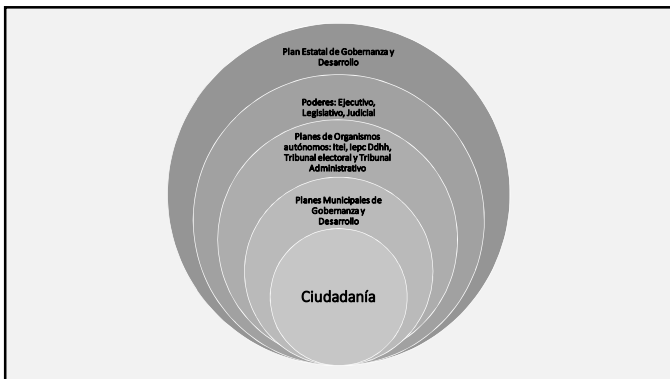 Plan Estatal de Gobernanza y
Desarrollo
Poderes: Ejecutivo,
Legislativo, Judicial
Planes de Organismos
autónomos: Itei, Iepc Ddhh,
Tribunal electoral y Tribunal
Administrativo
Planes Municipales de
Gobernanza y
Desarrollo
Ciudadanía